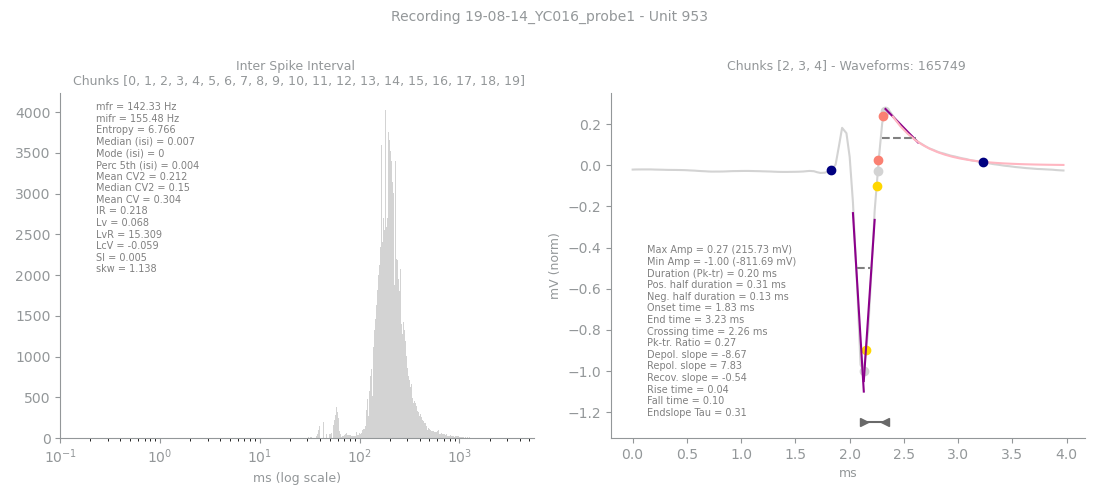 Recording 19-08-14_YC016_probe1 - Unit 953
Inter Spike Interval
Chunks [0, 1, 2, 3, 4, 5, 6, 7, 8, 9, 10, 11, 12, 13, 14, 15, 16, 17, 18, 19]
4000
3500
3000
2500
2000
1500
1000
500
0
mfr = 142.33 Hz
mifr = 155.48 Hz
Entropy = 6.766
Median (isi) = 0.007
Mode (isi) = 0
Perc 5th (isi) = 0.004
Mean CV2 = 0.212
Median CV2 = 0.15
Mean CV = 0.304
IR = 0.218
Lv = 0.068
LvR = 15.309
LcV = -0.059
SI = 0.005
skw = 1.138
10⁻¹ 10⁰ 10¹ 10² 10³
ms (log scale)
Chunks [2, 3, 4] - Waveforms: 165749
mV (norm)
0.2
0.0
−0.2
−0.4
−0.6
−0.8
−1.0
−1.2
Max Amp = 0.27 (215.73 mV)
Min Amp = -1.00 (-811.69 mV)
Duration (Pk-tr) = 0.20 ms
Pos. half duration = 0.31 ms
Neg. half duration = 0.13 ms
Onset time = 1.83 ms
End time = 3.23 ms
Crossing time = 2.26 ms
Pk-tr. Ratio = 0.27
Depol. slope = -8.67
Repol. slope = 7.83
Recov. slope = -0.54
Rise time = 0.04
Fall time = 0.10
Endslope Tau = 0.31
0.0 0.5 1.0 1.5 2.0 2.5 3.0 3.5 4.0
ms